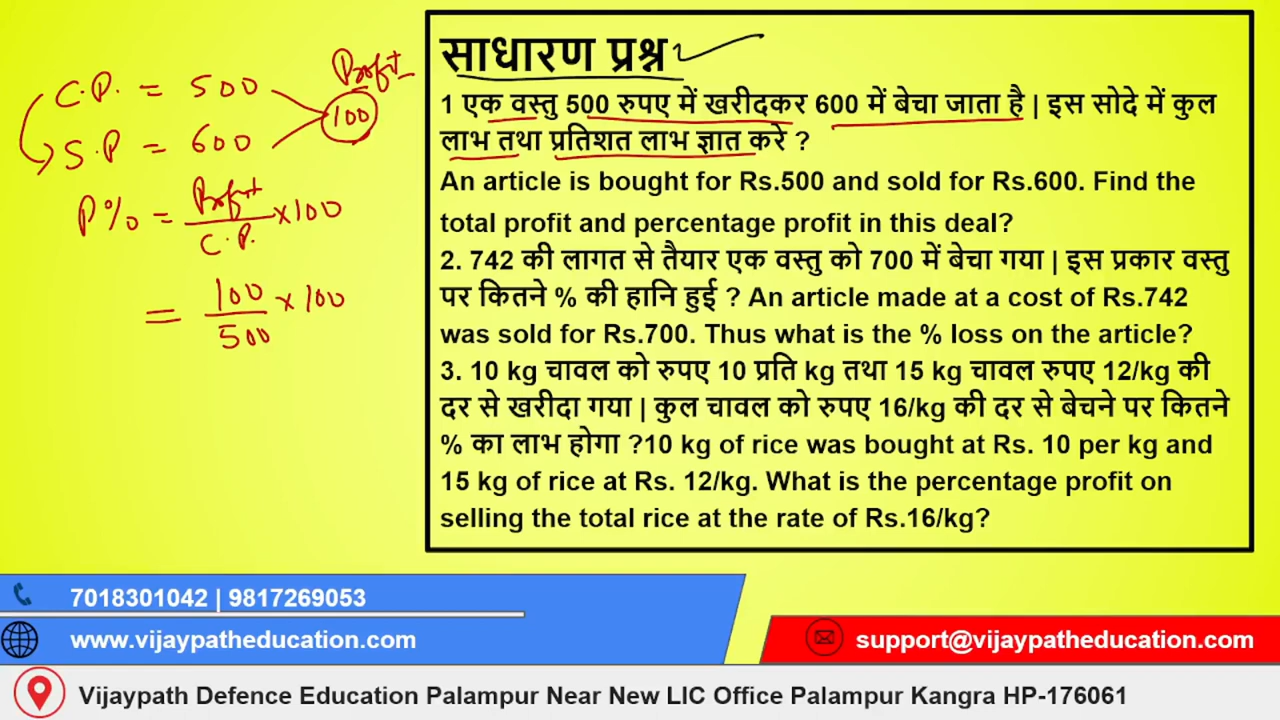 C.P. = 500
Profit
100
S.P = 600
P% = Profit/C.P. ×100
= 100/500 ×100
साधारण प्रश्न
1 एक वस्तु 500 रुपए में खरीदकर 600 में बेचा जाता है | इस सोदे में कुल
लाभ तथा प्रतिशत लाभ ज्ञात करे ?
An article is bought for Rs.500 and sold for Rs.600. Find the
total profit and percentage profit in this deal?
2. 742 की लागत से तैयार एक वस्तु को 700 में बेचा गया | इस प्रकार वस्तु
पर कितने % की हानि हुई ? An article made at a cost of Rs.742
was sold for Rs.700. Thus what is the % loss on the article?
3. 10 kg चावल को रुपए 10 प्रति kg तथा 15 kg चावल रुपए 12/kg की
दर से खरीदा गया | कुल चावल को रुपए 16/kg की दर से बेचने पर कितने
% का लाभ होगा ?10 kg of rice was bought at Rs. 10 per kg and
15 kg of rice at Rs. 12/kg. What is the percentage profit on
selling the total rice at the rate of Rs.16/kg?
7018301042 | 9817269053
www.vijaypatheducation.com
support@vijaypatheducation.com
Vijaypath Defence Education Palampur Near New LIC Office Palampur Kangra HP-176061